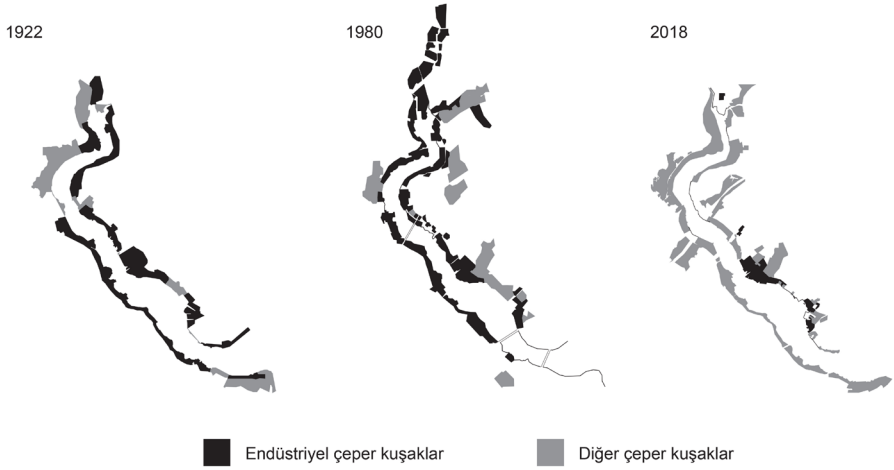 1922
1980
2018
Endüstriyel çeper kuşaklar
Diğer çeper kuşaklar